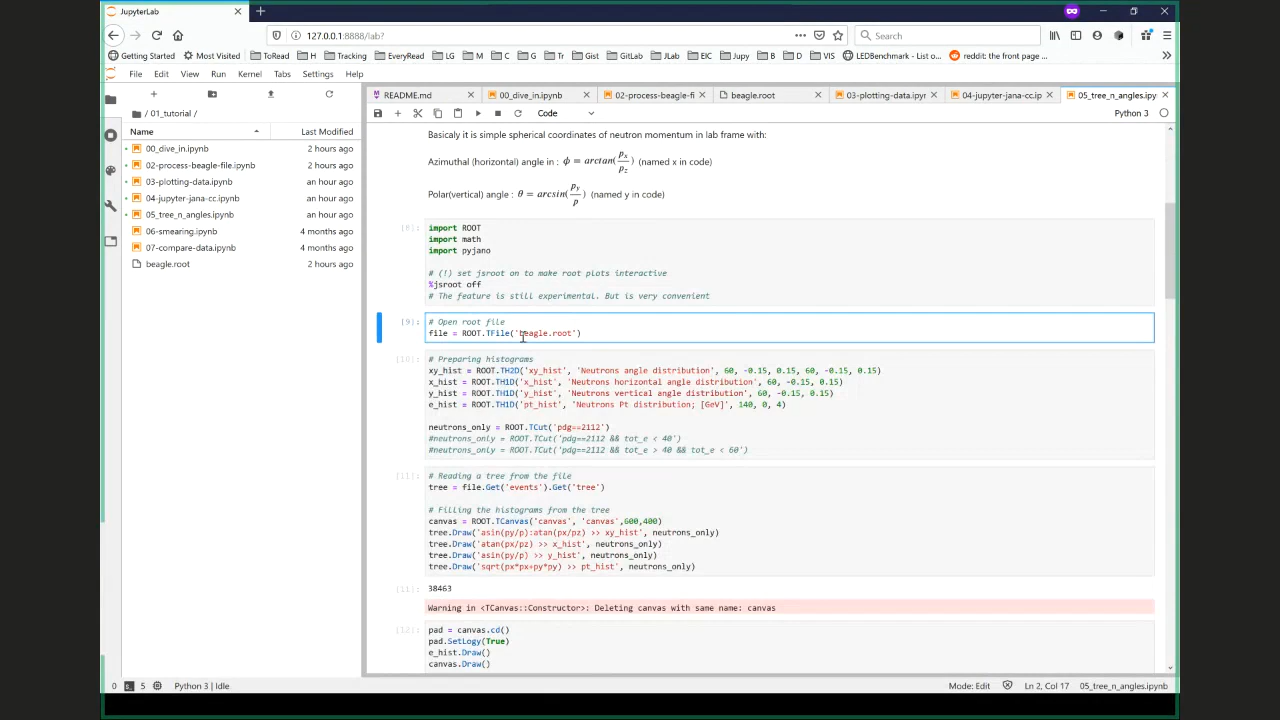 JupyterLab
127.0.0.1:8888/lab?
Search
Getting Started Most Visited ToRead H Tracking EveryRead LG M C G Tr Gist GitLab JLab EIC Jupy B D VIS LEDBenchmark - List o... reddit: the front page ...
File Edit View Run Kernel Tabs Settings Help
README.md 00_dive_in.ipynb 02-process-beagle-fi beagle.root 03-plotting-data.ipyn 04-jupyter-jana-cc.ip 05_tree_n_angles.ipy
/ 01_tutorial /
Code
Python 3
Name Last Modified
00_dive_in.ipynb 2 hours ago
02-process-beagle-file.ipynb 2 hours ago
03-plotting-data.ipynb an hour ago
04-jupyter-jana-cc.ipynb an hour ago
05_tree_n_angles.ipynb an hour ago
06-smearing.ipynb 4 months ago
07-compare-data.ipynb 4 months ago
beagle.root 2 hours ago
Basicaly it is simple spherical coordinates of neutron momentum in lab frame with:
Azimuthal (horizontal) angle in : ϕ = arctan(px/pz) (named x in code)
Polar(vertical) angle : θ = arcsin(py/p) (named y in code)
[8]: import ROOT
import math
import pyjano
# (!) set jsroot on to make root plots interactive
%jsroot off
# The feature is still experimental. But is very convenient
[9]: # Open root file
file = ROOT.TFile('beagle.root')
[10]: # Preparing histograms
xy_hist = ROOT.TH2D('xy_hist', 'Neutrons angle distribution', 60, -0.15, 0.15, 60, -0.15, 0.15)
x_hist = ROOT.TH1D('x_hist', 'Neutrons horizontal angle distribution', 60, -0.15, 0.15)
y_hist = ROOT.TH1D('y_hist', 'Neutrons vertical angle distribution', 60, -0.15, 0.15)
e_hist = ROOT.TH1D('pt_hist', 'Neutrons Pt distribution; [GeV]', 140, 0, 4)
neutrons_only = ROOT.TCut('pdg==2112')
#neutrons_only = ROOT.TCut('pdg==2112 && tot_e < 40')
#neutrons_only = ROOT.TCut('pdg==2112 && tot_e > 40 && tot_e < 60')
[11]: # Reading a tree from the file
tree = file.Get('events').Get('tree')
# Filling the histograms from the tree
canvas = ROOT.TCanvas('canvas', 'canvas',600,400)
tree.Draw('asin(py/p):atan(px/pz) >> xy_hist', neutrons_only)
tree.Draw('atan(px/pz) >> x_hist', neutrons_only)
tree.Draw('asin(py/p) >> y_hist', neutrons_only)
tree.Draw('sqrt(px*px+py*py) >> pt_hist', neutrons_only)
[11]: 38463
Warning in <TCanvas::Constructor>: Deleting canvas with same name: canvas
[12]: pad = canvas.cd()
pad.SetLogy(True)
e_hist.Draw()
canvas.Draw()
0 5 Python 3 | Idle Mode: Edit Ln 2, Col 17 05_tree_n_angles.ipynb